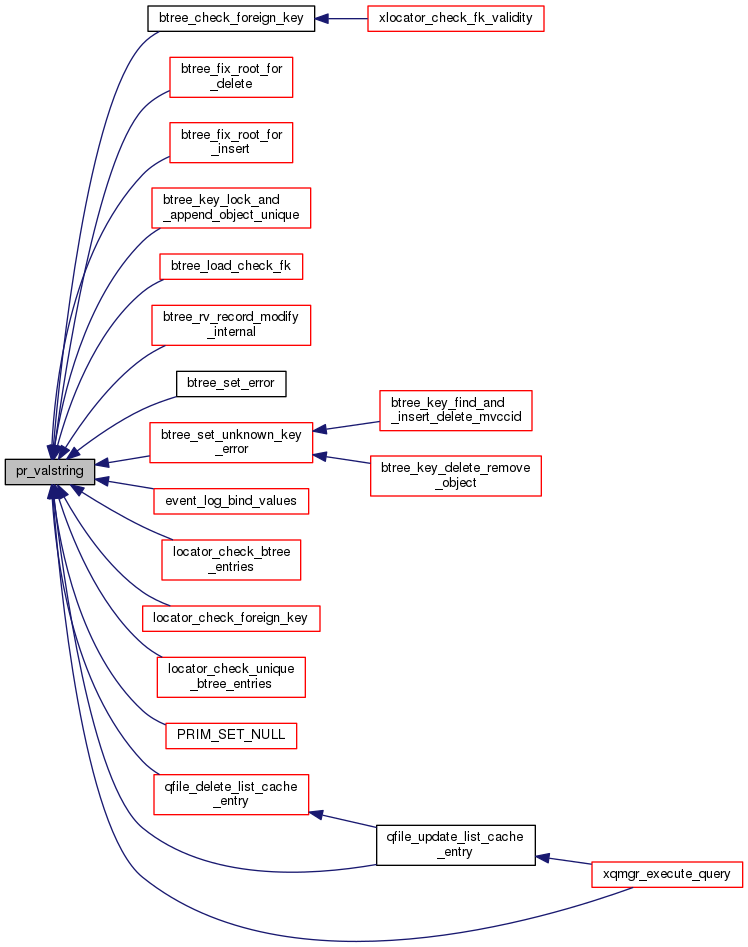 btree_check_foreign_key
xlocator_check_fk_validity
btree_fix_root_for
_delete
btree_fix_root_for
_insert
btree_key_lock_and
_append_object_unique
btree_load_check_fk
btree_rv_record_modify
_internal
btree_set_error
btree_set_unknown_key
_error
btree_key_find_and
_insert_delete_mvccid
btree_key_delete_remove
_object
pr_valstring
event_log_bind_values
locator_check_btree
_entries
locator_check_foreign_key
locator_check_unique
_btree_entries
PRIM_SET_NULL
qfile_delete_list_cache
_entry
qfile_update_list_cache
_entry
xqmgr_execute_query